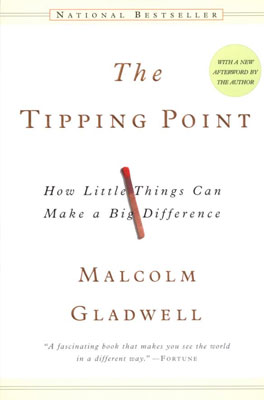 NATIONAL BESTSELLER
WITH A NEW
AFTERWORD BY
THE AUTHOR
The
TIPPING POINT
How Little Things Can
Make a Big Difference
MALCOLM
GLADWELL
"A fascinating book that makes you see the world
in a different way."—FORTUNE